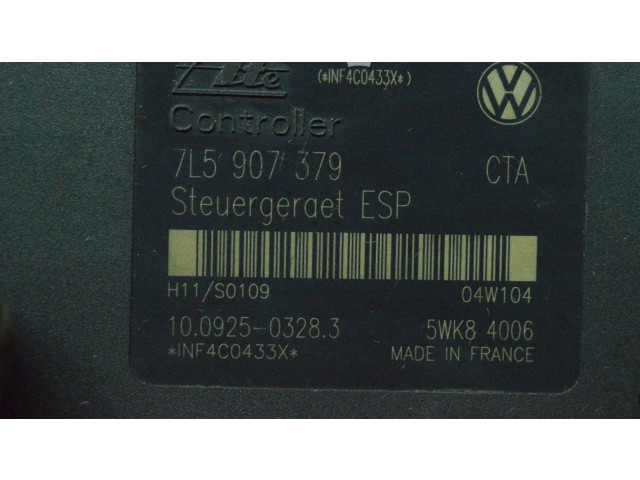 Ate (*INF4C0433X*)
Controller
7L5 907 379 CTA
Steuergeraet ESP
H11/S0109 04W104
10.0925-0328.3 5WK8 4006
*INF4C0433X* MADE IN FRANCE